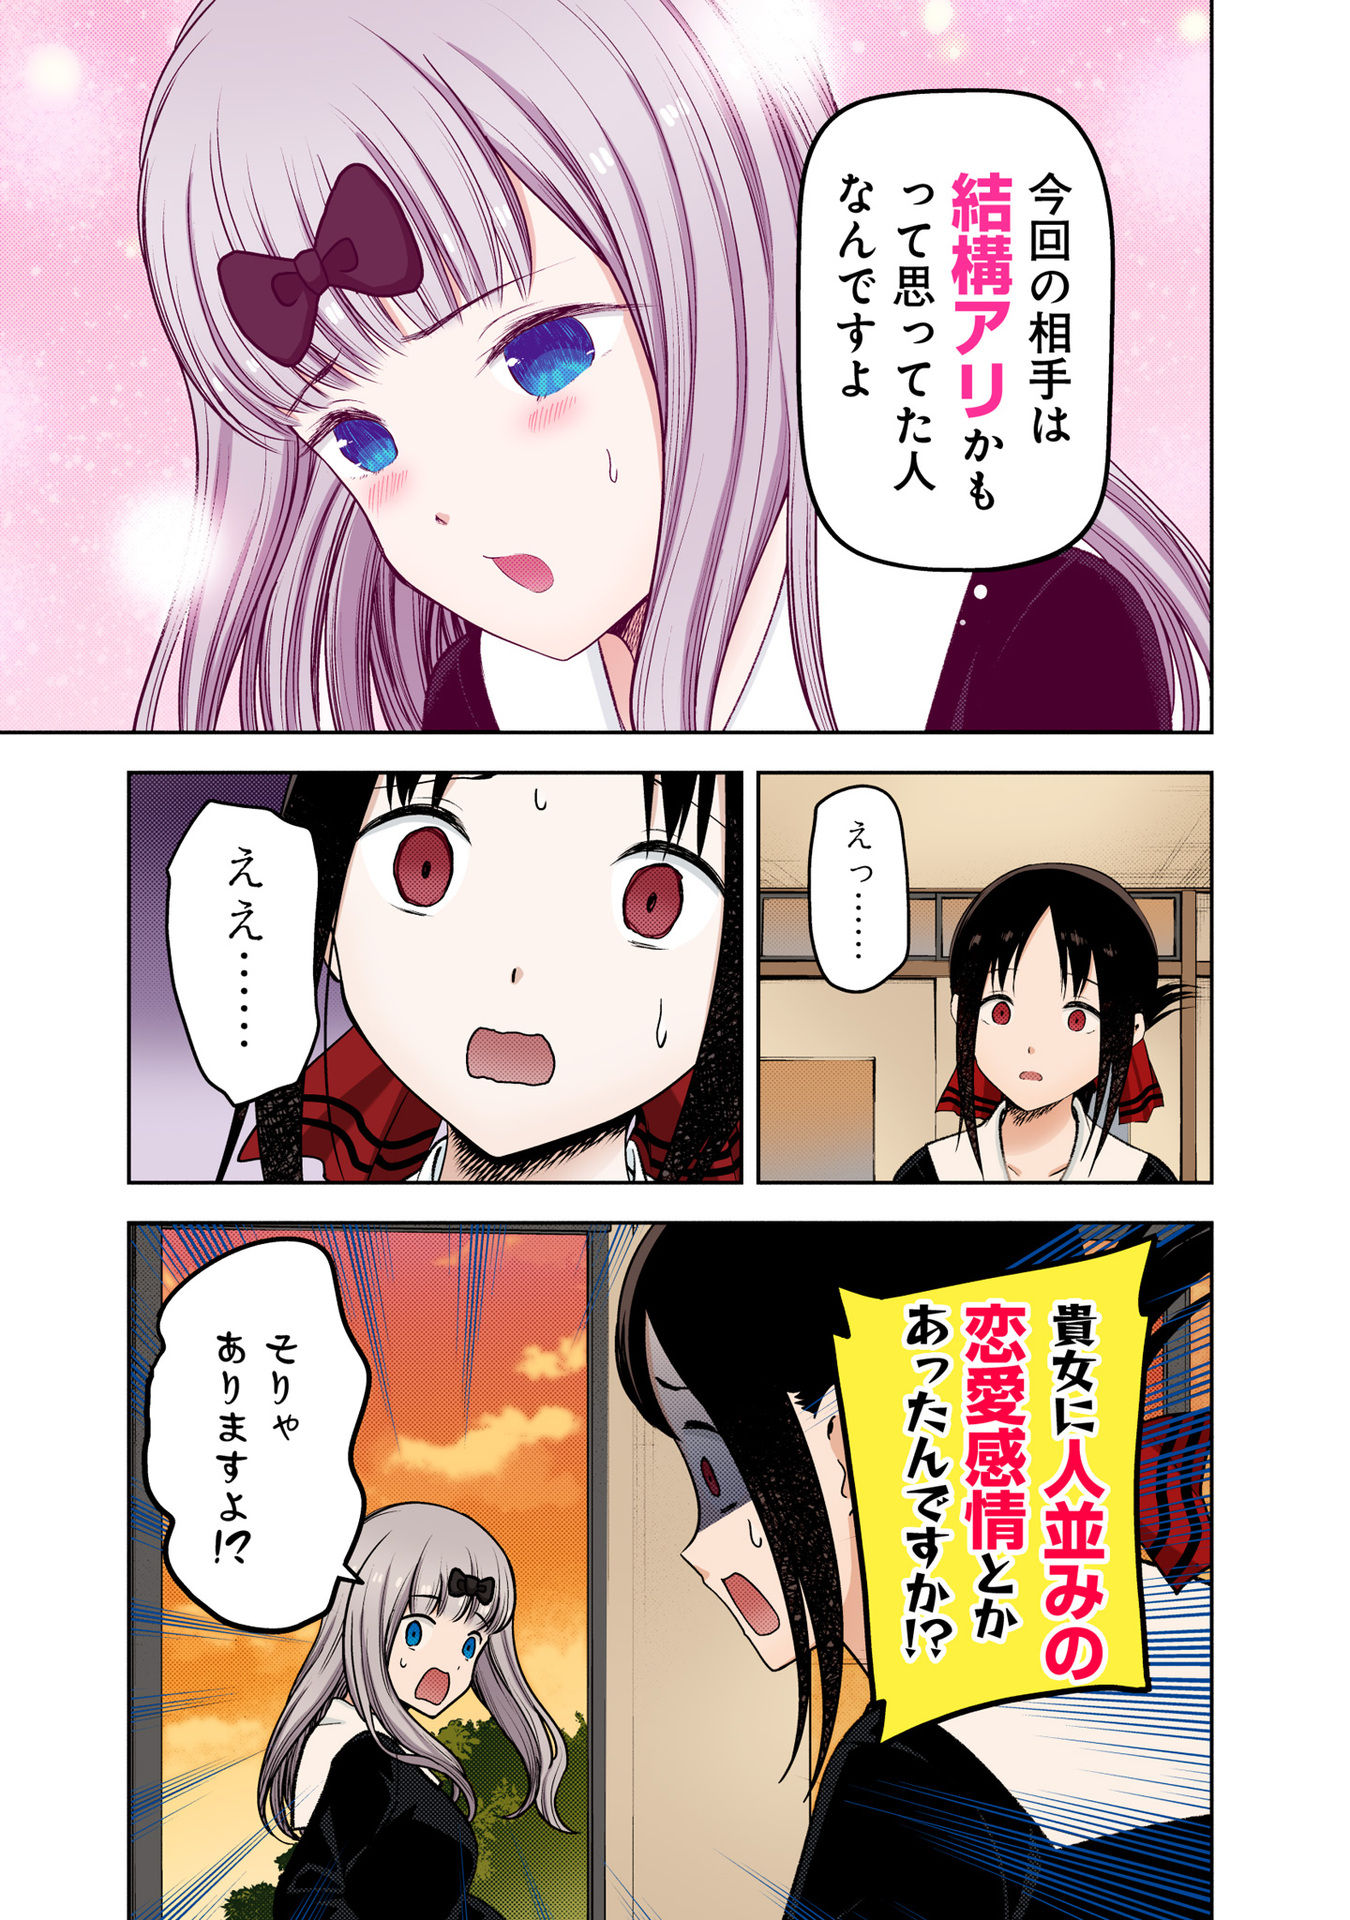 今回の相手は
結構アリかも
って思ってた人
なんですよ
えっ………
ええ………
貴女に人並みの
恋愛感情とか
あったんですか!?
そりゃ
ありますよ!?